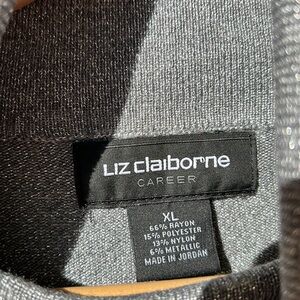 Liz claiborne
CAREER
XL
66% RAYON
15% POLYESTER
13% NYLON
6% METALLIC
MADE IN JORDAN